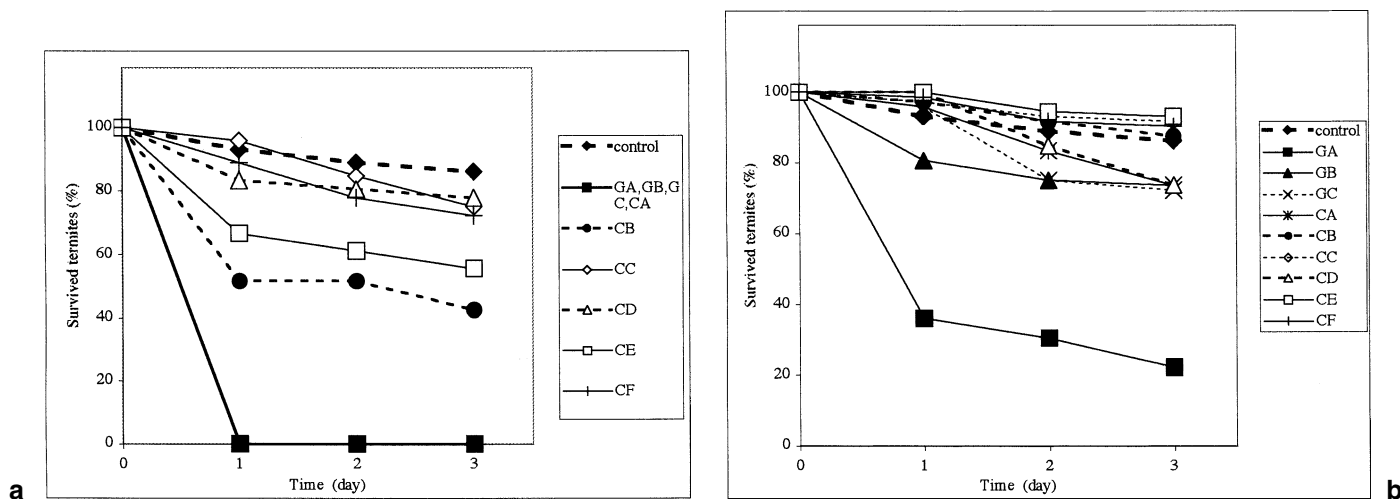 100
80
60
40
20
0
Survived termites (%)
0 1 2 3
Time (day)
control
GA,GB,G
C,CA
CB
CC
CD
CE
CF
a
100
80
60
40
20
0
Survived termites (%)
0 1 2 3
Time (day)
control
GA
GB
GC
CA
CB
CC
CD
CE
CF
b